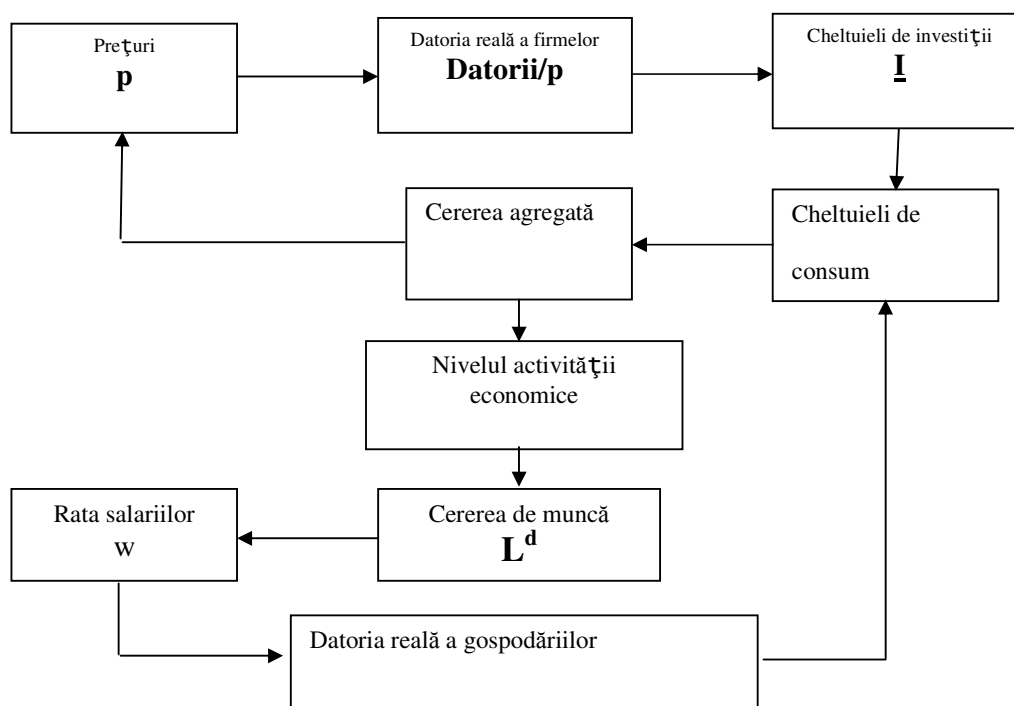 Preţuri
p
Datoria reală a firmelor
Datorii/p
Cheltuieli de investiţii
I
Cererea agregată
Cheltuieli de
consum
Nivelul activităţii
economice
Rata salariilor
w
Cererea de muncă
L^d
Datoria reală a gospodăriilor